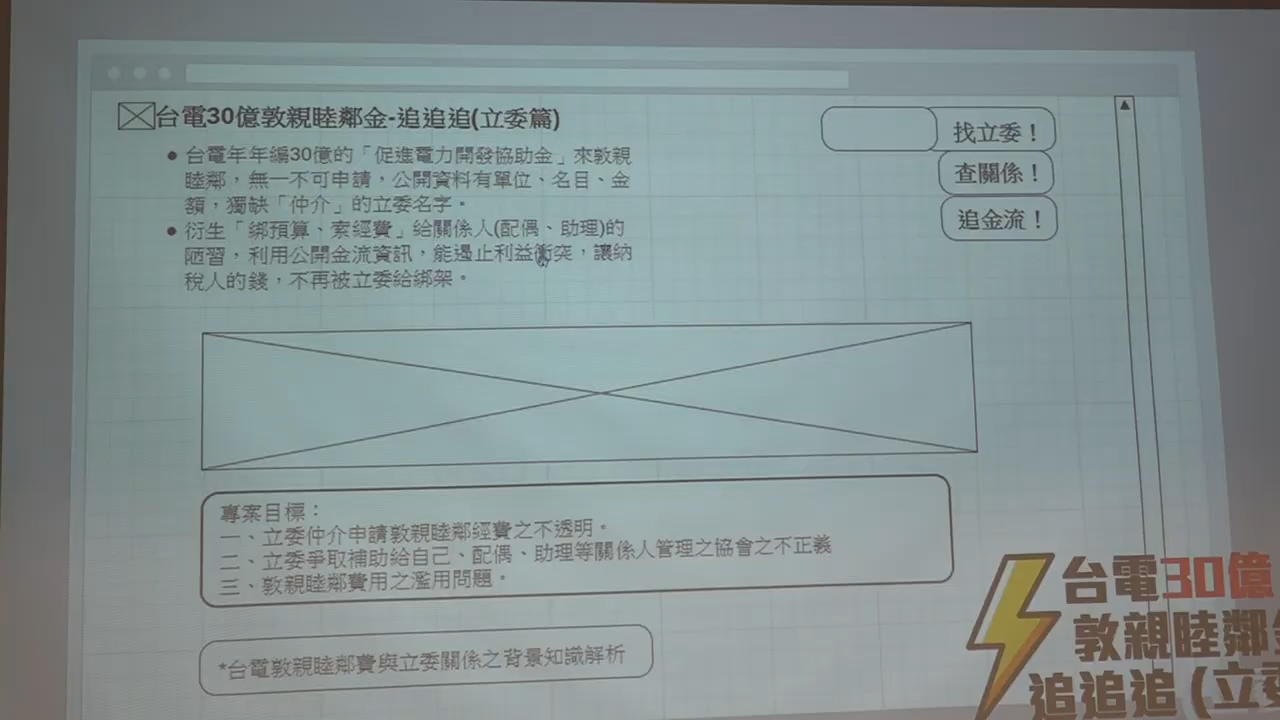 台電30億敦親睦鄰金-追追追(立委篇)
● 台電年年編30億的「促進電力開發協助金」來敦親
睦鄰，無一不可申請，公開資料有單位、名目、金
額，獨缺「仲介」的立委名字。
● 衍生「綁預算、索經費」給關係人(配偶、助理)的
陋習，利用公開金流資訊，能遏止利益衝突，讓納
稅人的錢，不再被立委給綁架。
找立委！
查關係！
追金流！
專案目標：
一、立委仲介申請敦親睦鄰經費之不透明。
二、立委爭取補助給自己、配偶、助理等關係人管理之協會之不正義
三、敦親睦鄰費用之濫用問題。
*台電敦親睦鄰費與立委關係之背景知識解析
台電30億
敦親睦鄰
追追追(立